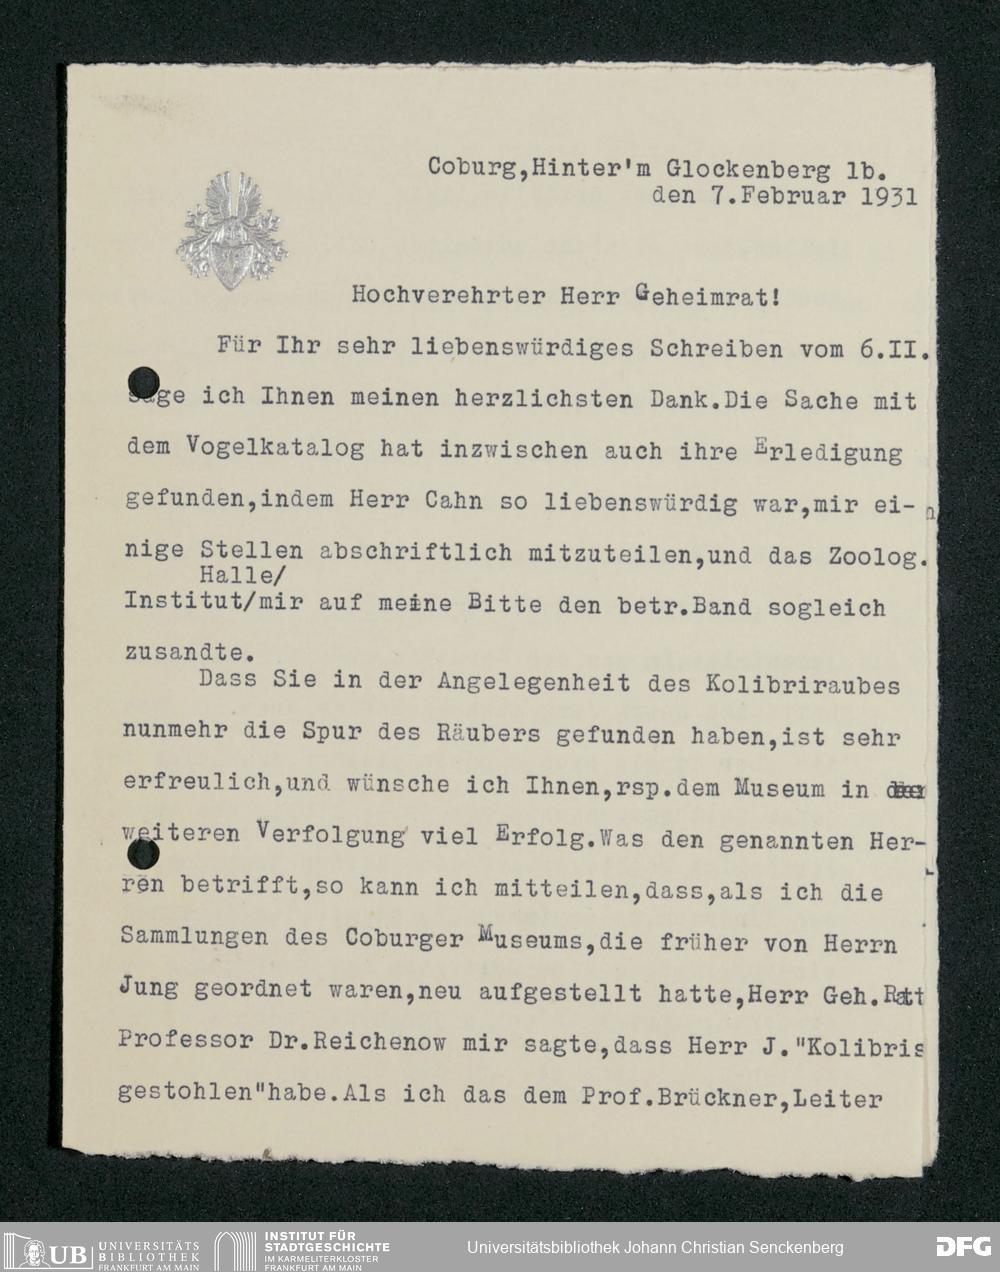 Coburg,Hinter'm Glockenberg 1b.
den 7.Februar 1931
Hochverehrter Herr Geheimrat!
Für Ihr sehr liebenswürdiges Schreiben vom 6.II.
sage ich Ihnen meinen herzlichsten Dank.Die Sache mit
dem Vogelkatalog hat inzwischen auch ihre Erledigung
gefunden,indem Herr Cahn so liebenswürdig war,mir ei-
nige Stellen abschriftlich mitzuteilen,und das Zoolog.
Halle/
Institut/mir auf meine Bitte den betr.Band sogleich
zusandte.
Dass Sie in der Angelegenheit des Kolibriraubes
nunmehr die Spur des Räubers gefunden haben,ist sehr
erfreulich,und wünsche ich Ihnen,rsp.dem Museum in der
weiteren Verfolgung viel Erfolg.Was den genannten Her-
ren betrifft,so kann ich mitteilen,dass,als ich die
Sammlungen des Coburger Museums,die früher von Herrn
Jung geordnet waren,neu aufgestellt hatte,Herr Geh.Rat
Professor Dr.Reichenow mir sagte,dass Herr J."Kolibris
gestohlen"habe.Als ich das dem Prof.Brückner,Leiter
UB UNIVERSITÄTS
BIBLIOTHEK
FRANKFURT AM MAIN
INSTITUT FÜR
STADTGESCHICHTE
IM KARMELITERKLOSTER
FRANKFURT AM MAIN
Universitätsbibliothek Johann Christian Senckenberg
DFG